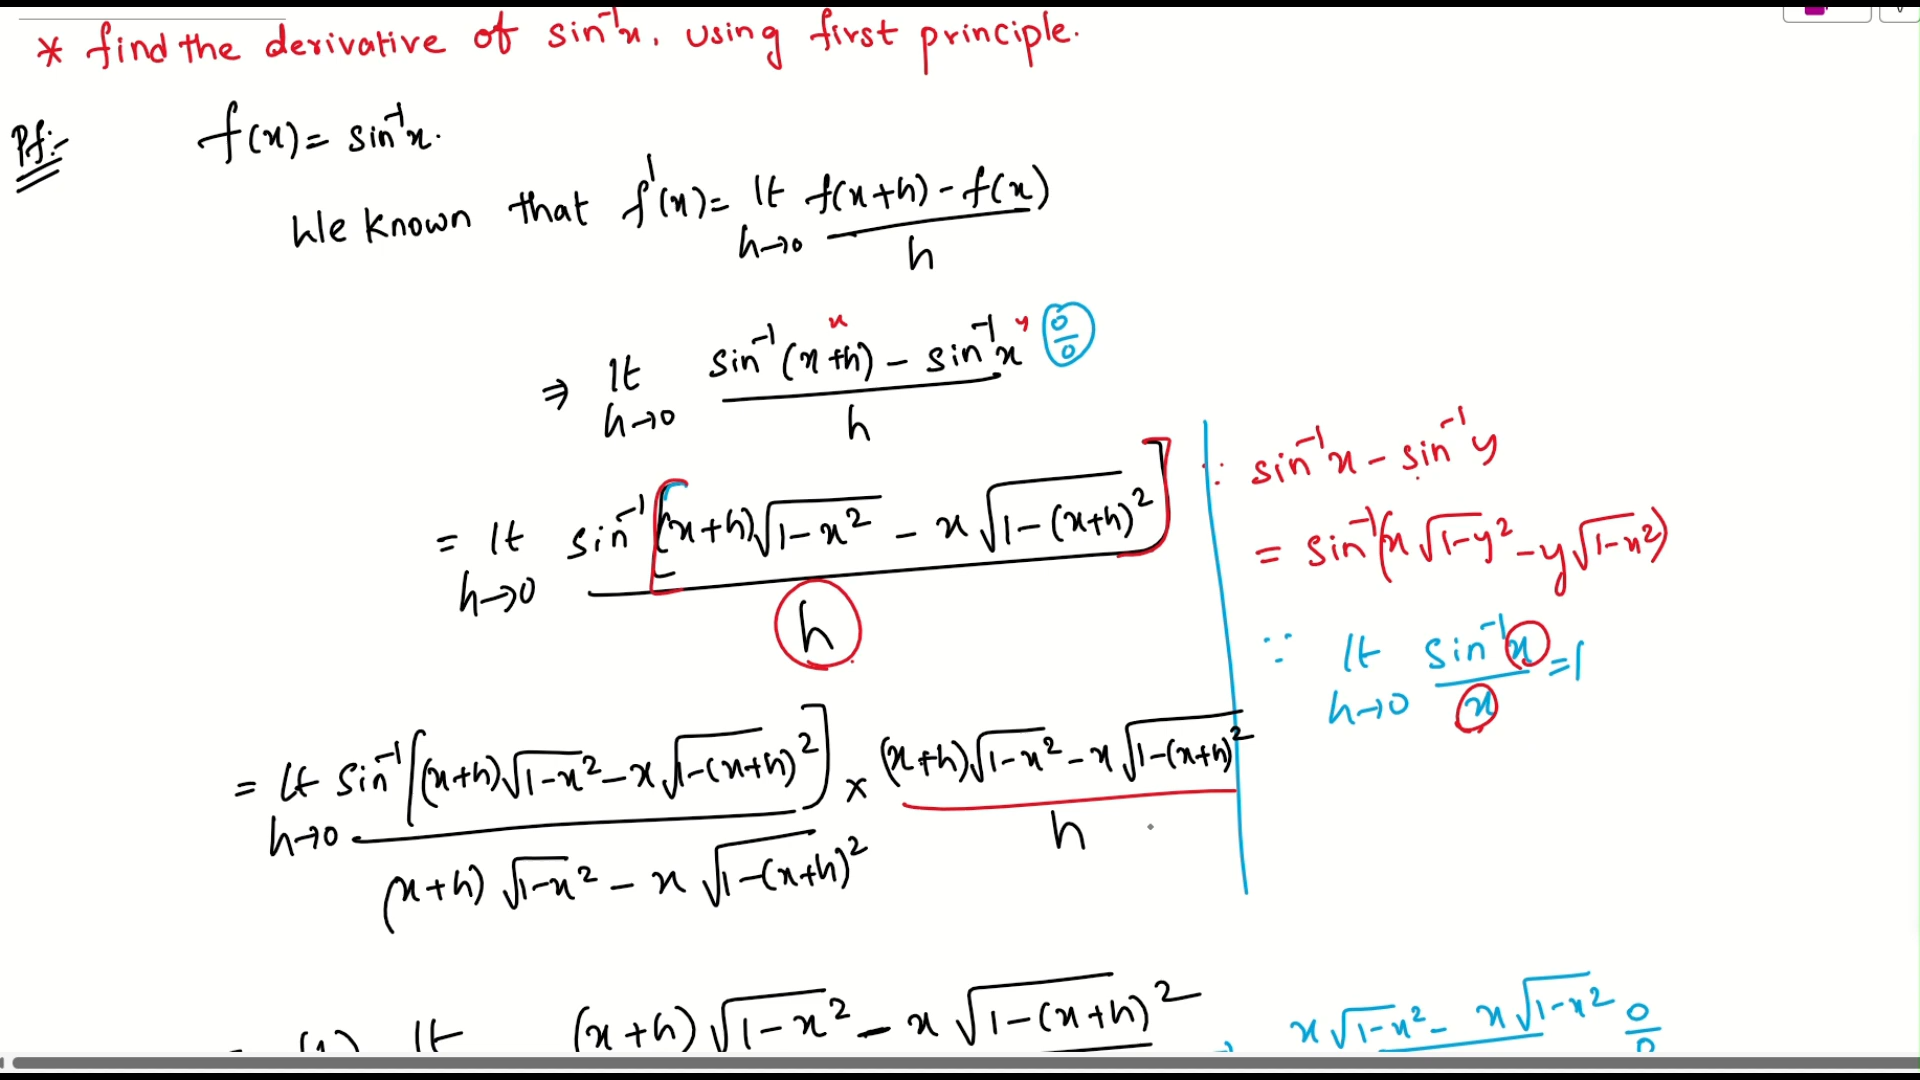 * find the derivative of sin⁻¹x, using first principle.
Pf:- f(x) = sin⁻¹x.
We known that f'(x) = lt h→0 f(x+h) - f(x) / h
⇒ lt h→0 sin⁻¹(x+h) - sin⁻¹x / h x y 0/0
= lt h→0 sin⁻¹[(x+h)√1-x² - x√1-(x+h)²] / h
∵ sin⁻¹x - sin⁻¹y
= sin⁻¹(x√1-y² - y√1-x²)
∵ lt h→0 sin⁻¹x / x = 1
= lt h→0 sin⁻¹[(x+h)√1-x² - x√1-(x+h)²] / (x+h)√1-x² - x√1-(x+h)² × (x+h)√1-x² - x√1-(x+h)² / h
= (1) lt (x+h)√1-x² - x√1-(x+h)²
x√1-x² - x√1-x² 0/0